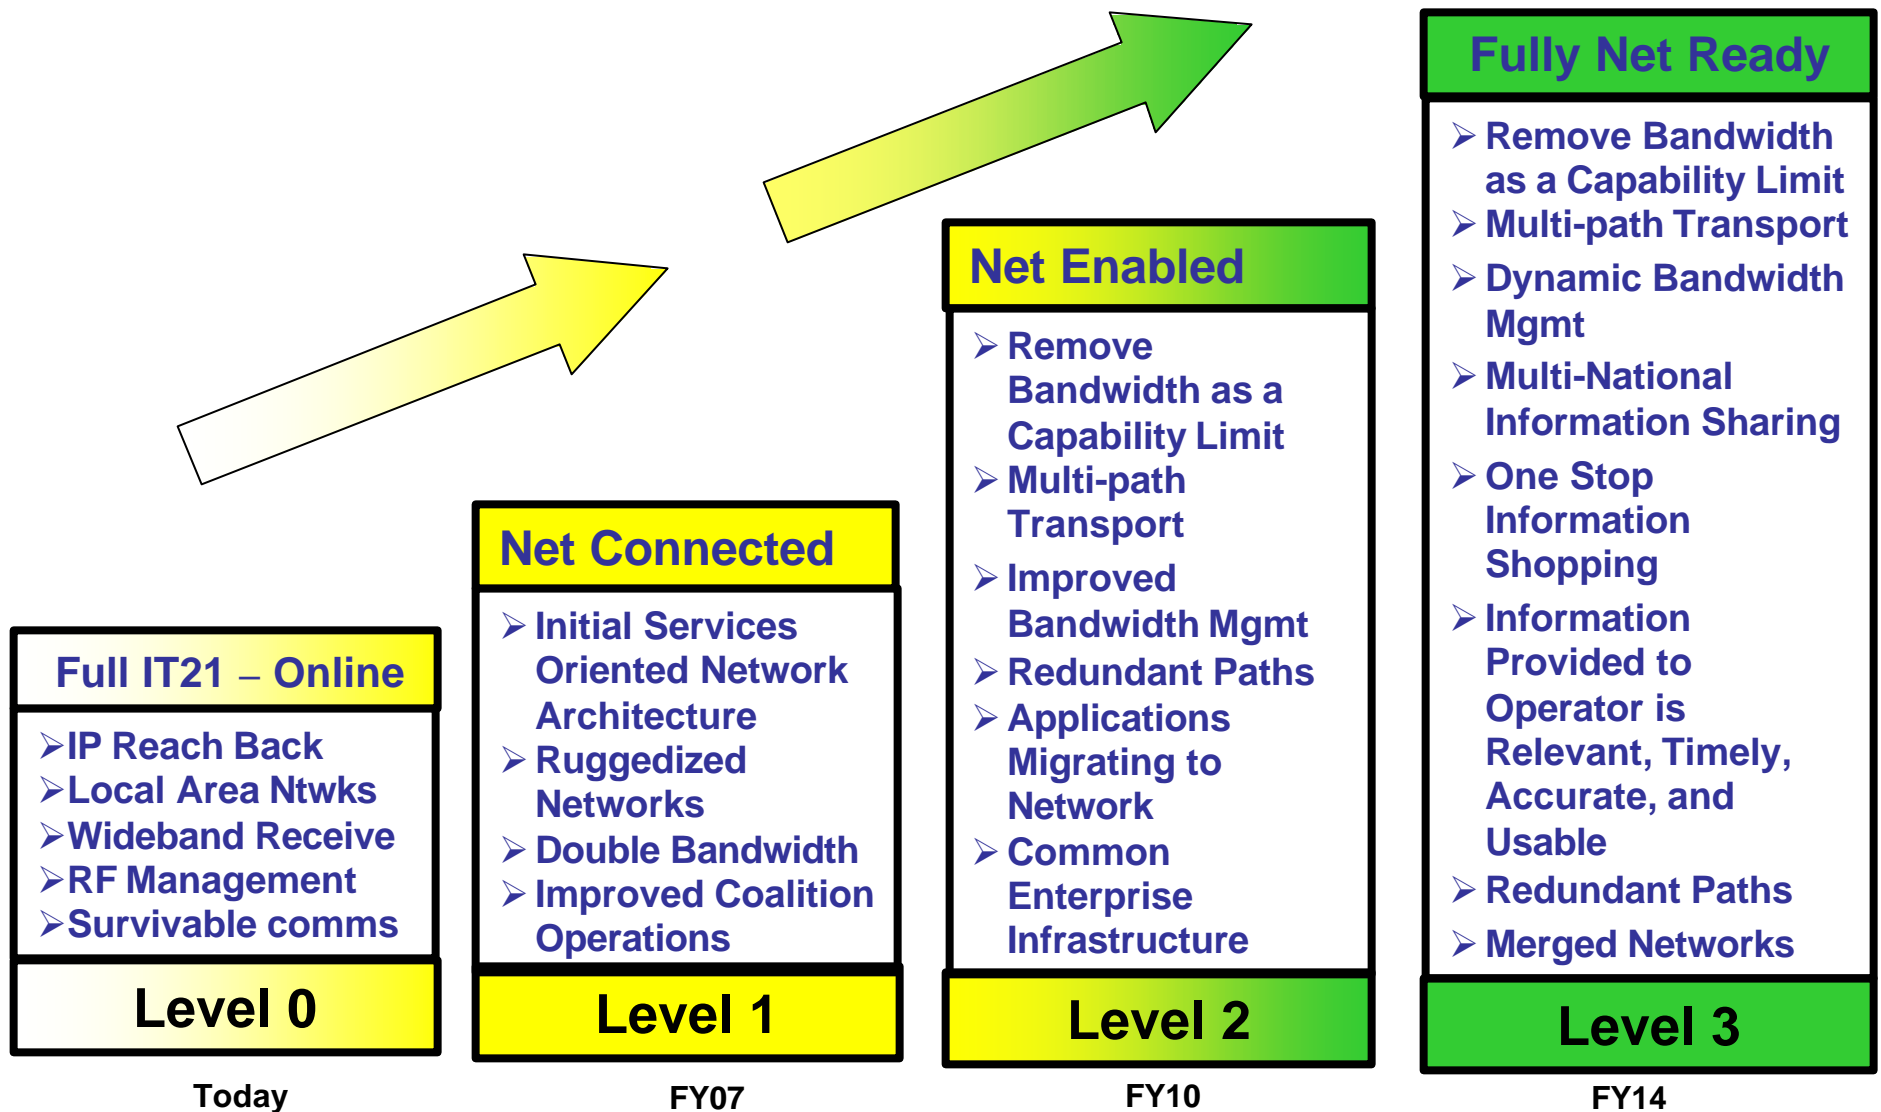 Full IT21 – Online
➢IP Reach Back
➢Local Area Ntwks
➢Wideband Receive
➢RF Management
➢Survivable comms
Level 0
Today
Net Connected
➢ Initial Services
Oriented Network
Architecture
➢ Ruggedized
Networks
➢ Double Bandwidth
➢ Improved Coalition
Operations
Level 1
FY07
Net Enabled
➢ Remove
Bandwidth as a
Capability Limit
➢ Multi-path
Transport
➢ Improved
Bandwidth Mgmt
➢ Redundant Paths
➢ Applications
Migrating to
Network
➢ Common
Enterprise
Infrastructure
Level 2
FY10
Fully Net Ready
➢ Remove Bandwidth
as a Capability Limit
➢ Multi-path Transport
➢ Dynamic Bandwidth
Mgmt
➢ Multi-National
Information Sharing
➢ One Stop
Information
Shopping
➢ Information
Provided to
Operator is
Relevant, Timely,
Accurate, and
Usable
➢ Redundant Paths
➢ Merged Networks
Level 3
FY14